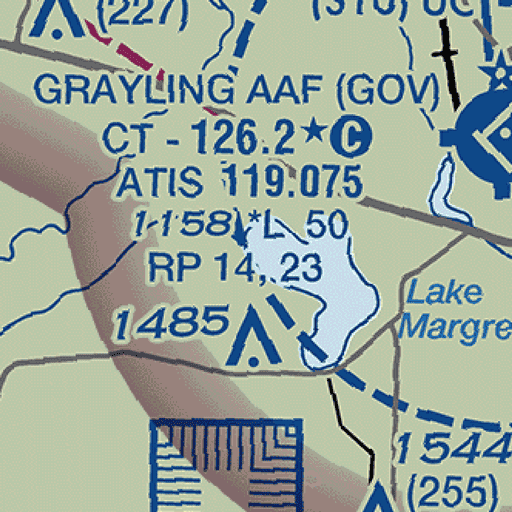 (227)
(310) UC
GRAYLING AAF (GOV)
CT - 126.2 ★ C
ATIS 119.075
1158 *L 50
RP 14, 23
Lake
Margre
1485
1544
(255)